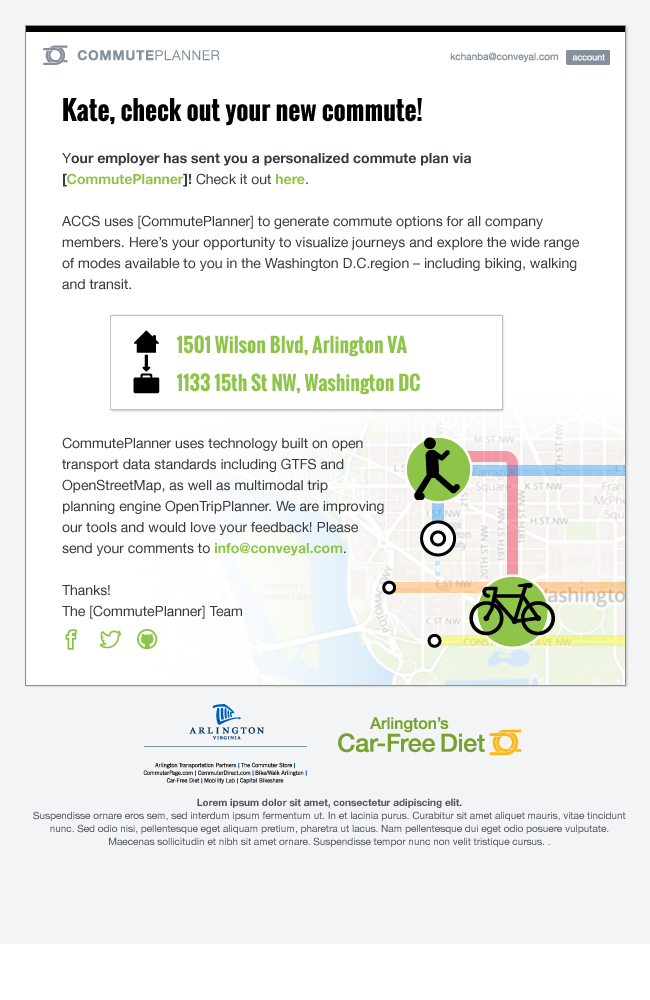 COMMUTEPLANNER
kchanba@conveyal.com account
Kate, check out your new commute!
Your employer has sent you a personalized commute plan via
[CommutePlanner]! Check it out here.
ACCS uses [CommutePlanner] to generate commute options for all company
members. Here's your opportunity to visualize journeys and explore the wide range
of modes available to you in the Washington D.C.region – including biking, walking
and transit.
1501 Wilson Blvd, Arlington VA
1133 15th St NW, Washington DC
CommutePlanner uses technology built on open
transport data standards including GTFS and
OpenStreetMap, as well as multimodal trip
planning engine OpenTripPlanner. We are improving
our tools and would love your feedback! Please
send your comments to info@conveyal.com.
M ST NW
17TH ST NW
L S
Square
K ST NW
H ST NW
20TH ST NW
19TH ST NW
18TH ST NW
E ST NW
C ST NW
Thanks!
The [CommutePlanner] Team
ARLINGTON
VIRGINIA
Arlington Transportation Partners | The Commuter Store |
CommuterPage.com | CommuterDirect.com | Bike/Walk Arlington |
Car-Free Diet | Mobility Lab | Capital Bikeshare
Arlington's
Car-Free Diet
Lorem ipsum dolor sit amet, consectetur adipiscing elit.
Suspendisse ornare eros sem, sed interdum ipsum fermentum ut. In et lacinia purus. Curabitur sit amet aliquet mauris, vitae tincidunt
nunc. Sed odio nisi, pellentesque eget aliquam pretium, pharetra ut lacus. Nam pellentesque dui eget odio posuere vulputate.
Maecenas sollicitudin et nibh sit amet ornare. Suspendisse tempor nunc non velit tristique cursus. .